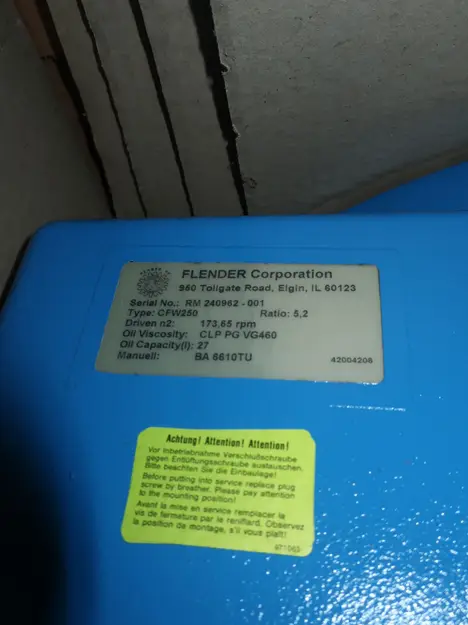 FLENDER Corporation
950 Tollgate Road, Elgin, IL 60123
Serial No.: RM 240962 - 001
Type: CFW250 Ratio: 5,2
Driven n2: 173,65 rpm
Oil Viscosity: CLP PG VG460
Oil Capacity(l): 27
Manuell: BA 6610TU 42004206
Achtung! Attention! Attention!
Vor Inbetriebnahme Verschlußschraube
gegen Entlüftungsschraube austauschen.
Bitte beachten Sie die Einbaulage!
Before putting into service replace plug
screw by breather. Please pay attention
to the mounting position!
Avant la mise en service remplacer la
vis de fermeture par le reniflard. Observez
la position de montage, s'il vous plaît!